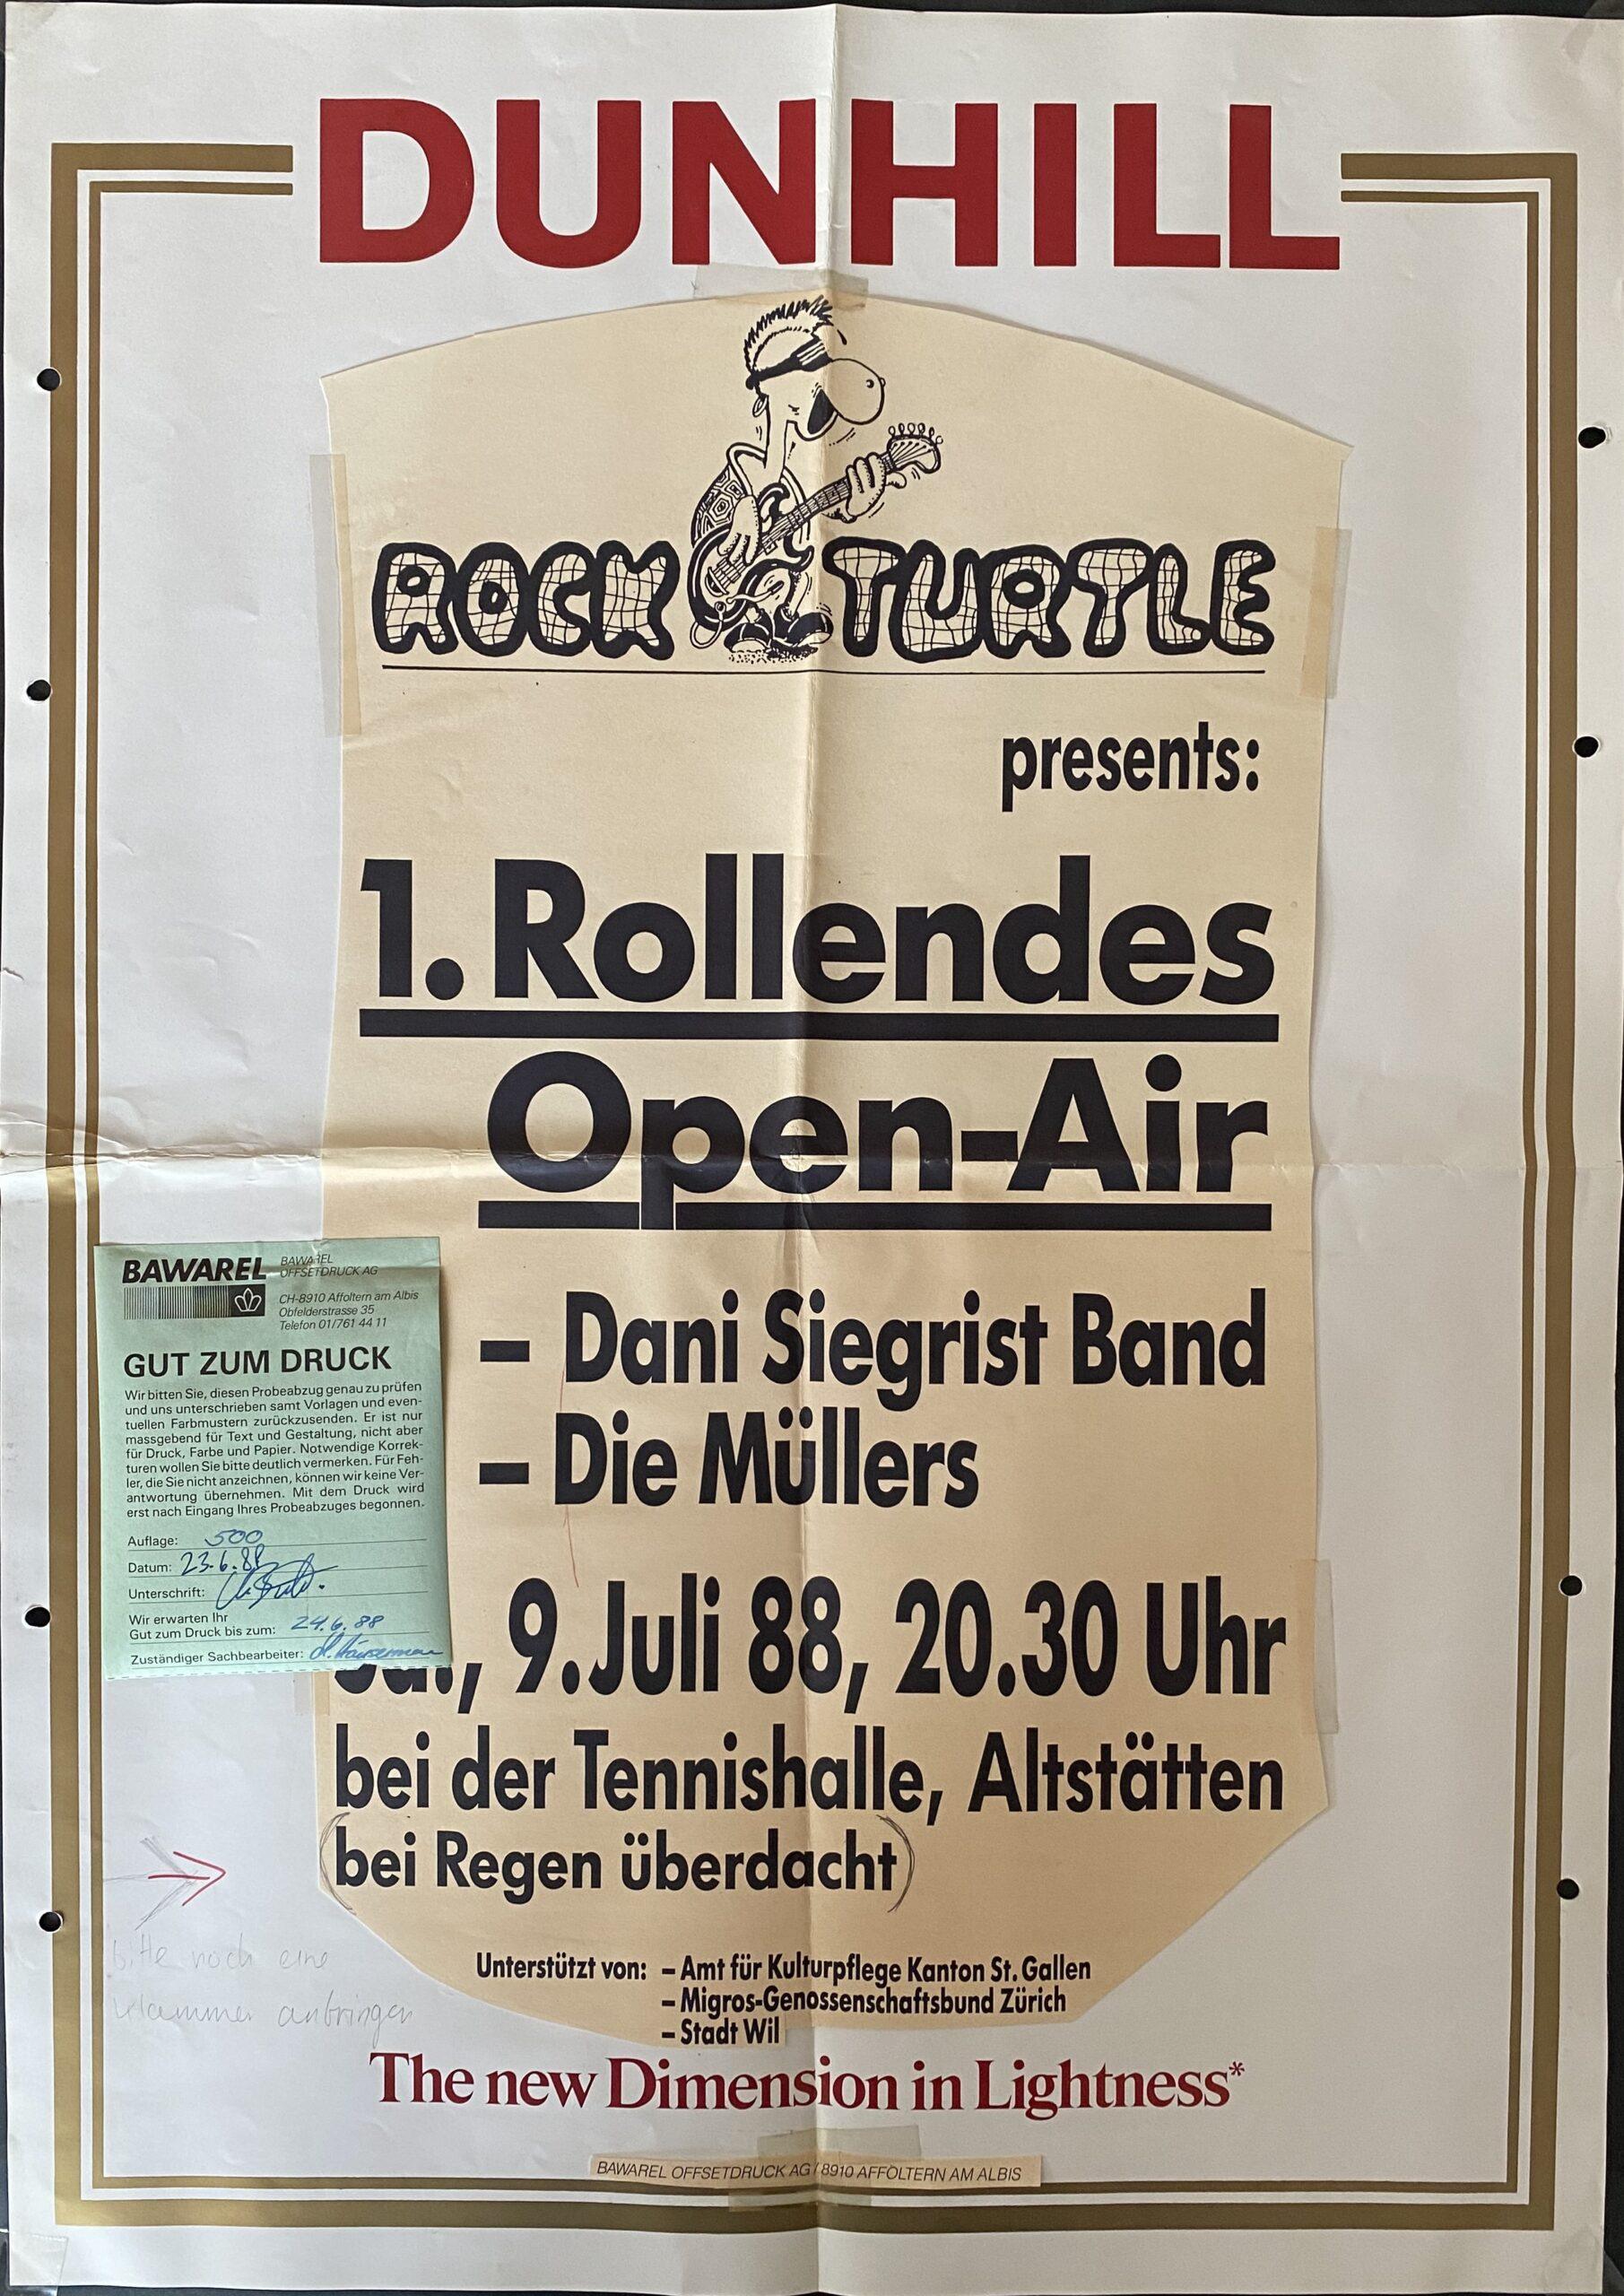 DUNHILL
ROCK TURTLE
presents:
1. Rollendes
Open-Air
– Dani Siegrist Band
– Die Müllers
9. Juli 88, 20.30 Uhr
bei der Tennishalle, Altstätten
(bei Regen überdacht)
Unterstützt von: – Amt für Kulturpflege Kanton St. Gallen
– Migros-Genossenschaftsbund Zürich
– Stadt Wil
The new Dimension in Lightness*
BAWAREL OFFSETDRUCK AG / 8910 AFFOLTERN AM ALBIS
BAWAREL
BAWAREL
OFFSETDRUCK AG
CH-8910 Affoltern am Albis
Obfelderstrasse 35
Telefon 01/761 44 11
GUT ZUM DRUCK
Wir bitten Sie, diesen Probeabzug genau zu prüfen
und uns unterschrieben samt Vorlagen und even-
tuellen Farbmustern zurückzusenden. Er ist nur
massgebend für Text und Gestaltung, nicht aber
für Druck, Farbe und Papier. Notwendige Korrek-
turen wollen Sie bitte deutlich vermerken. Für Feh-
ler, die Sie nicht anzeichnen, können wir keine Ver-
antwortung übernehmen. Mit dem Druck wird
erst nach Eingang Ihres Probeabzuges begonnen.
Auflage: 500
Datum: 23.6.88
Unterschrift:
Wir erwarten Ihr
Gut zum Druck bis zum: 24.6.88
Zuständiger Sachbearbeiter:
bitte noch eine
Klammer anbringen